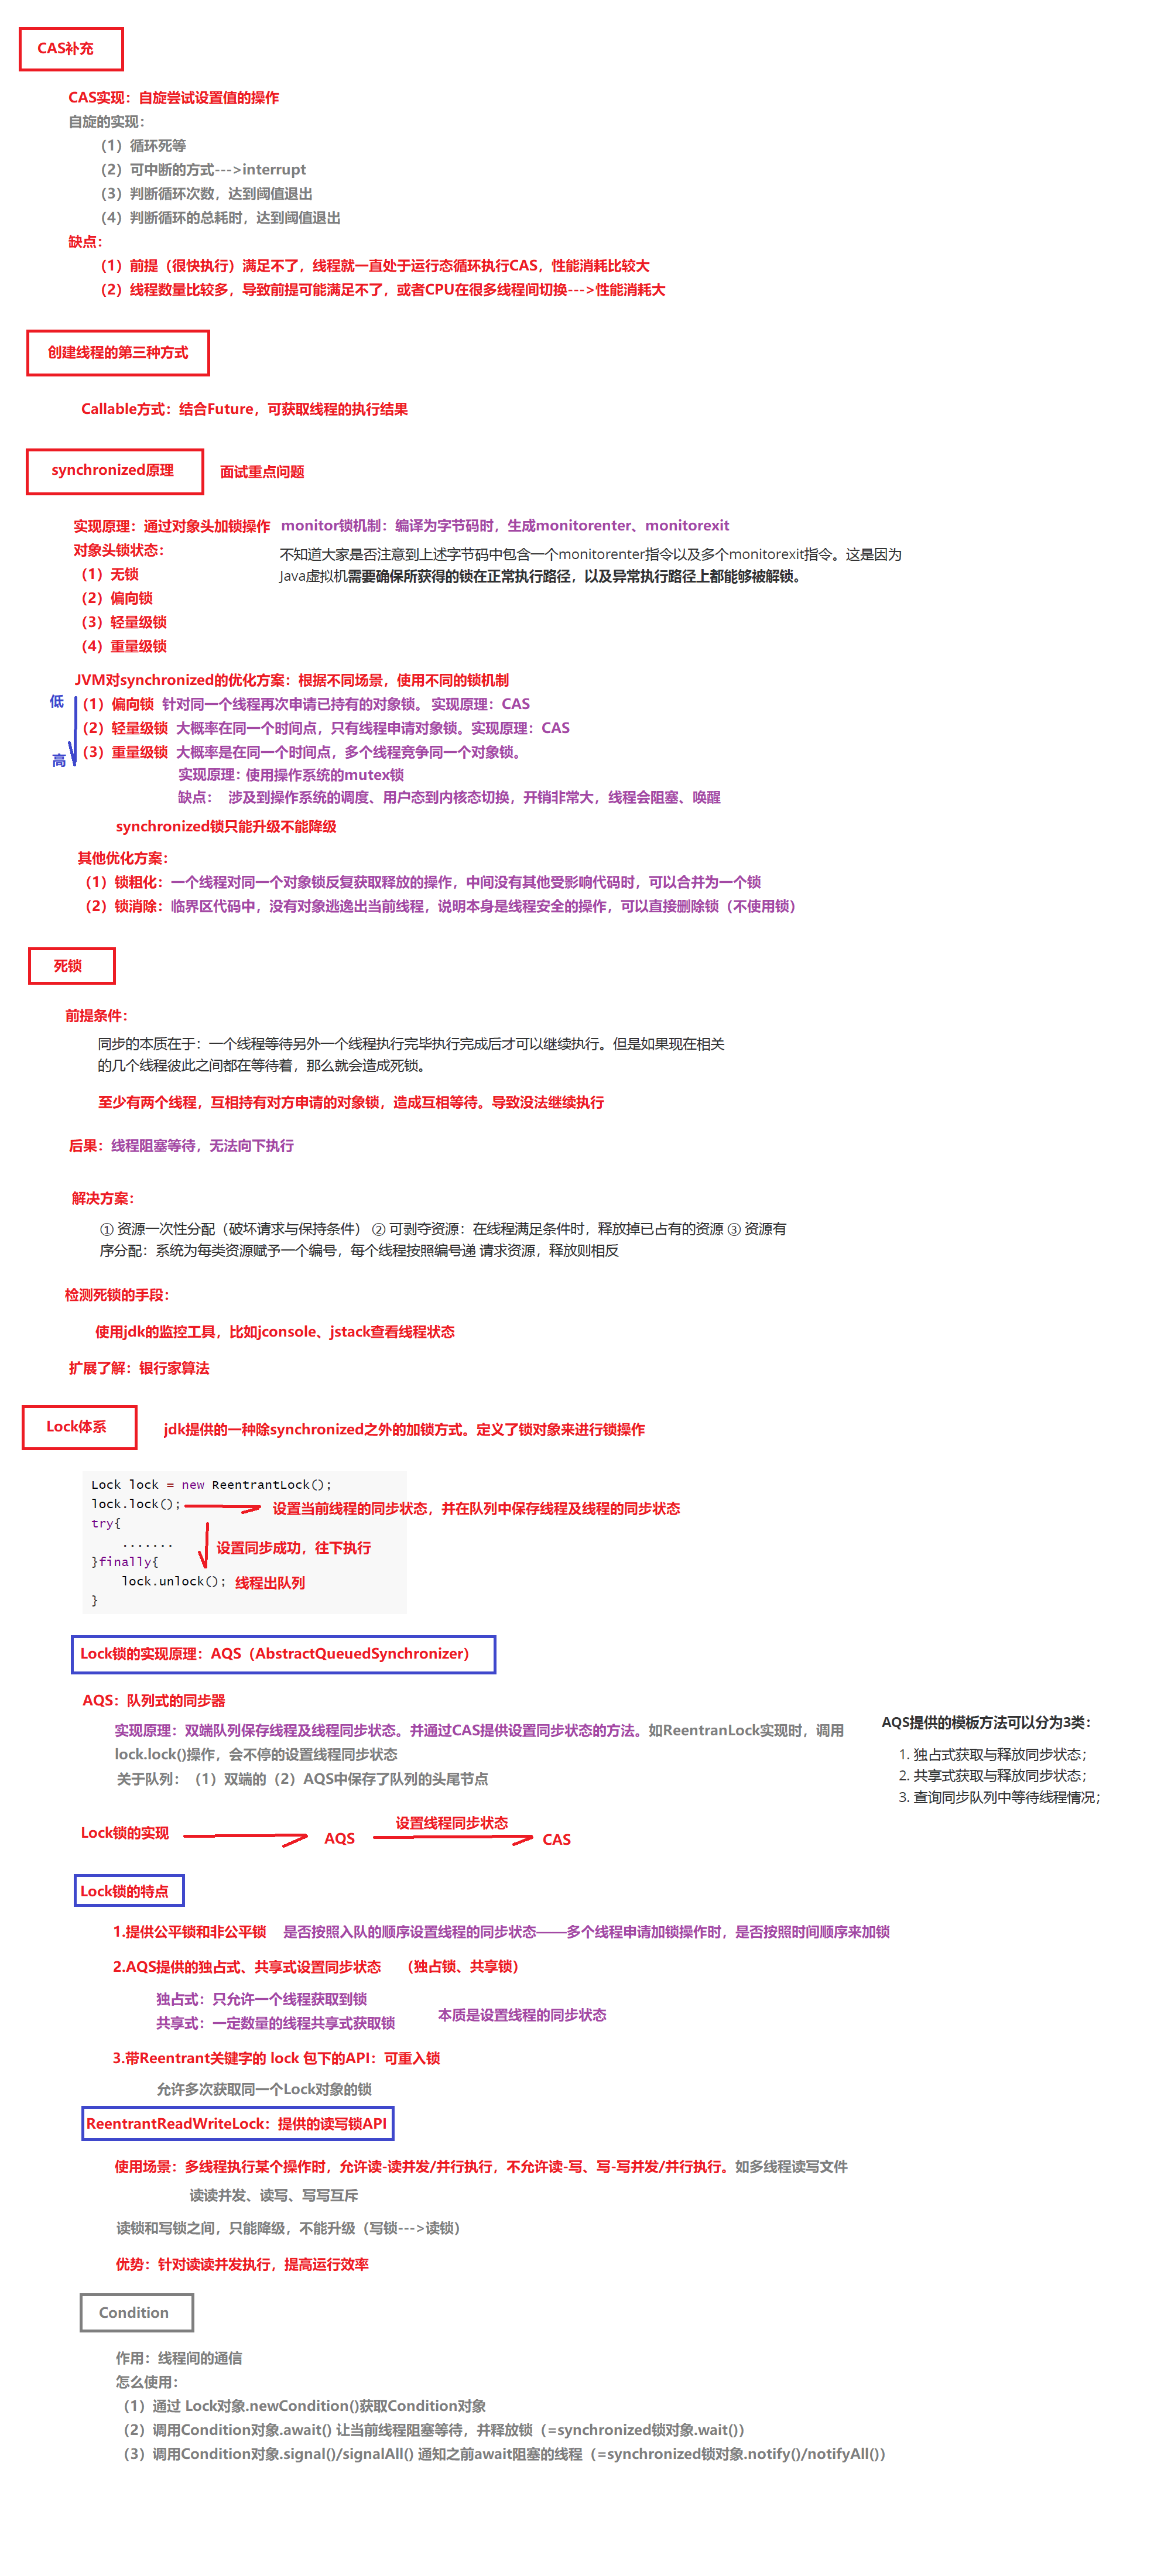 CAS补充
CAS实现：自旋尝试设置值的操作
自旋的实现：
（1）循环死等
（2）可中断的方式--->interrupt
（3）判断循环次数，达到阈值退出
（4）判断循环的总耗时，达到阈值退出
缺点：
（1）前提（很快执行）满足不了，线程就一直处于运行态循环执行CAS，性能消耗比较大
（2）线程数量比较多，导致前提可能满足不了，或者CPU在很多线程间切换--->性能消耗大
创建线程的第三种方式
Callable方式：结合Future，可获取线程的执行结果
synchronized原理
面试重点问题
实现原理：通过对象头加锁操作
monitor锁机制：编译为字节码时，生成monitorenter、monitorexit
不知道大家是否注意到上述字节码中包含一个monitorenter指令以及多个monitorexit指令。这是因为
Java虚拟机需要确保所获得的锁在正常执行路径，以及异常执行路径上都能够被解锁。
对象头锁状态：
（1）无锁
（2）偏向锁
（3）轻量级锁
（4）重量级锁
JVM对synchronized的优化方案：根据不同场景，使用不同的锁机制
低
（1）偏向锁 针对同一个线程再次申请已持有的对象锁。实现原理：CAS
（2）轻量级锁 大概率在同一个时间点，只有线程申请对象锁。实现原理：CAS
（3）重量级锁 大概率是在同一个时间点，多个线程竞争同一个对象锁。
高
实现原理：使用操作系统的mutex锁
缺点： 涉及到操作系统的调度、用户态到内核态切换，开销非常大，线程会阻塞、唤醒
synchronized锁只能升级不能降级
其他优化方案：
（1）锁粗化：一个线程对同一个对象锁反复获取释放的操作，中间没有其他受影响代码时，可以合并为一个锁
（2）锁消除：临界区代码中，没有对象逃逸出当前线程，说明本身是线程安全的操作，可以直接删除锁（不使用锁）
死锁
前提条件：
同步的本质在于：一个线程等待另外一个线程执行完毕执行完成后才可以继续执行。但是如果现在相关
的几个线程彼此之间都在等待着，那么就会造成死锁。
至少有两个线程，互相持有对方申请的对象锁，造成互相等待。导致没法继续执行
后果：线程阻塞等待，无法向下执行
解决方案：
① 资源一次性分配（破坏请求与保持条件） ② 可剥夺资源：在线程满足条件时，释放掉已占有的资源 ③ 资源有
序分配：系统为每类资源赋予一个编号，每个线程按照编号递 请求资源，释放则相反
检测死锁的手段：
使用jdk的监控工具，比如jconsole、jstack查看线程状态
扩展了解：银行家算法
Lock体系
jdk提供的一种除synchronized之外的加锁方式。定义了锁对象来进行锁操作
Lock lock = new ReentrantLock();
lock.lock();
设置当前线程的同步状态，并在队列中保存线程及线程的同步状态
try{
.......
设置同步成功，往下执行
}finally{
lock.unlock();
线程出队列
}
Lock锁的实现原理：AQS（AbstractQueuedSynchronizer）
AQS：队列式的同步器
实现原理：双端队列保存线程及线程同步状态。并通过CAS提供设置同步状态的方法。如ReentranLock实现时，调用
lock.lock()操作，会不停的设置线程同步状态
关于队列：（1）双端的（2）AQS中保存了队列的头尾节点
AQS提供的模板方法可以分为3类：
1. 独占式获取与释放同步状态；
2. 共享式获取与释放同步状态；
3. 查询同步队列中等待线程情况；
Lock锁的实现
AQS
设置线程同步状态
CAS
Lock锁的特点
1.提供公平锁和非公平锁 是否按照入队的顺序设置线程的同步状态——多个线程申请加锁操作时，是否按照时间顺序来加锁
2.AQS提供的独占式、共享式设置同步状态 （独占锁、共享锁）
独占式：只允许一个线程获取到锁
共享式：一定数量的线程共享式获取锁
本质是设置线程的同步状态
3.带Reentrant关键字的 lock 包下的API：可重入锁
允许多次获取同一个Lock对象的锁
ReentrantReadWriteLock：提供的读写锁API
使用场景：多线程执行某个操作时，允许读-读并发/并行执行，不允许读-写、写-写并发/并行执行。如多线程读写文件
读读并发、读写、写写互斥
读锁和写锁之间，只能降级，不能升级（写锁--->读锁）
优势：针对读读并发执行，提高运行效率
Condition
作用：线程间的通信
怎么使用：
（1）通过 Lock对象.newCondition()获取Condition对象
（2）调用Condition对象.await() 让当前线程阻塞等待，并释放锁（=synchronized锁对象.wait()）
（3）调用Condition对象.signal()/signalAll() 通知之前await阻塞的线程（=synchronized锁对象.notify()/notifyAll()）